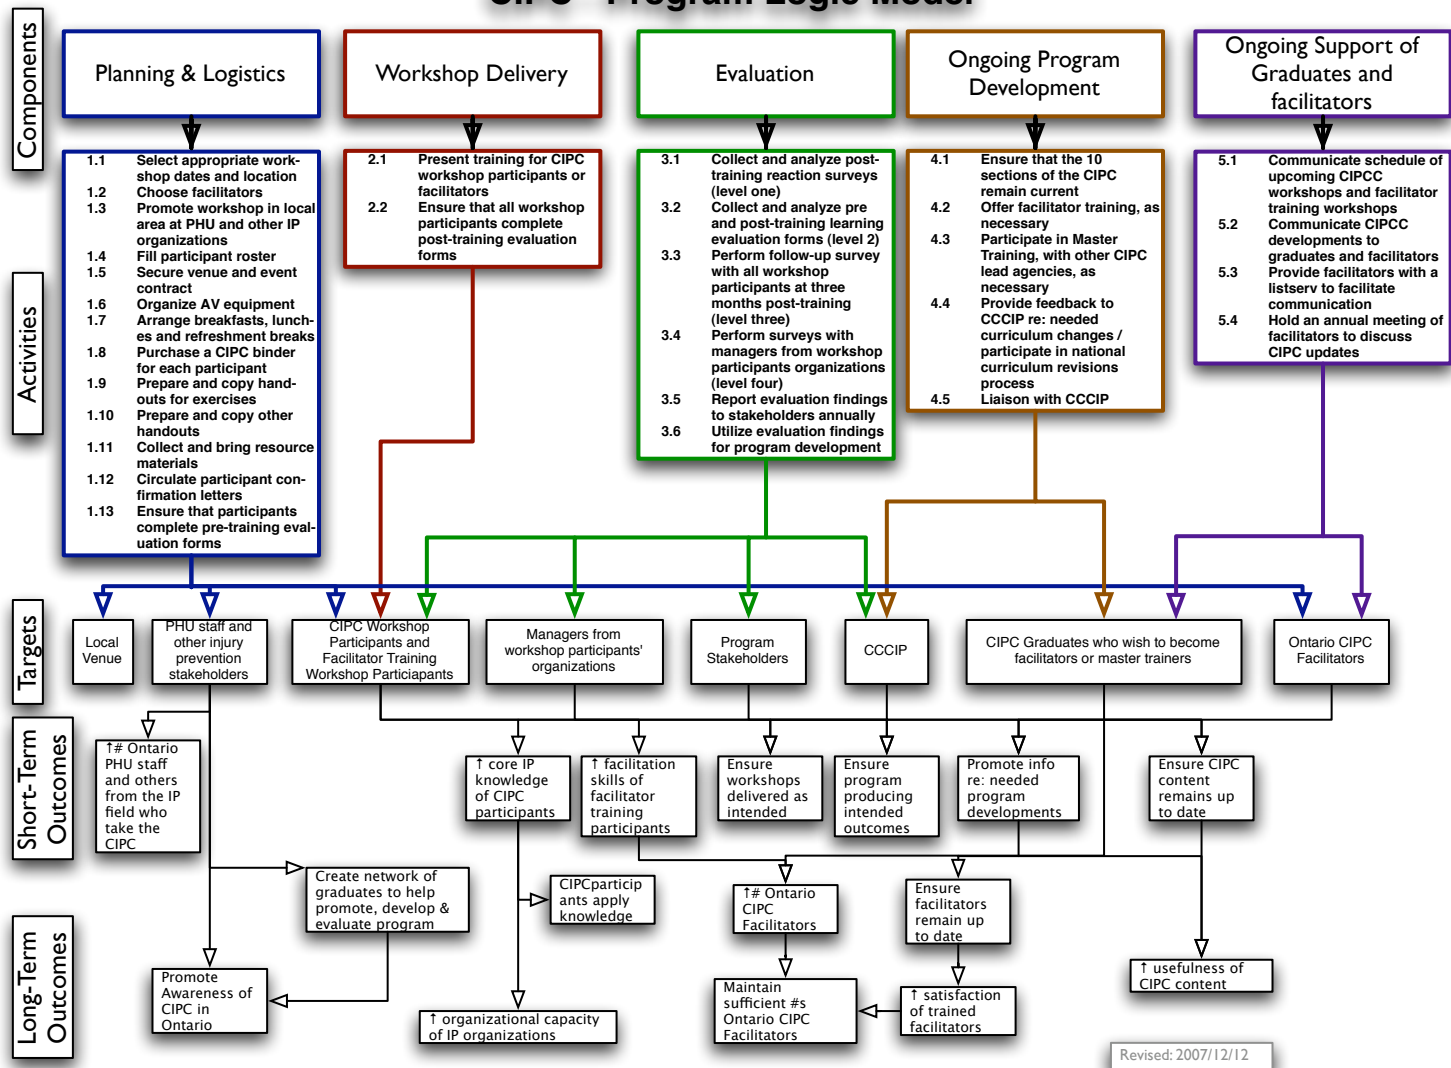 CIPC - Program Logic Model
Components
Planning & Logistics
Workshop Delivery
Evaluation
Ongoing Program
Development
Ongoing Support of
Graduates and
facilitators
Activities
1.1 Select appropriate work-
shop dates and location
1.2 Choose facilitators
1.3 Promote workshop in local
area at PHU and other IP
organizations
1.4 Fill participant roster
1.5 Secure venue and event
contract
1.6 Organize AV equipment
1.7 Arrange breakfasts, lunch-
es and refreshment breaks
1.8 Purchase a CIPC binder
for each participant
1.9 Prepare and copy hand-
outs for exercises
1.10 Prepare and copy other
handouts
1.11 Collect and bring resource
materials
1.12 Circulate participant con-
firmation letters
1.13 Ensure that participants
complete pre-training eval-
uation forms
2.1 Present training for CIPC
workshop participants or
facilitators
2.2 Ensure that all workshop
participants complete
post-training evaluation
forms
3.1 Collect and analyze post-
training reaction surveys
(level one)
3.2 Collect and analyze pre
and post-training learning
evaluation forms (level 2)
3.3 Perform follow-up survey
with all workshop
participants at three
months post-training
(level three)
3.4 Perform surveys with
managers from workshop
participants organizations
(level four)
3.5 Report evaluation findings
to stakeholders annually
3.6 Utilize evaluation findings
for program development
4.1 Ensure that the 10
sections of the CIPC
remain current
4.2 Offer facilitator training, as
necessary
4.3 Participate in Master
Training, with other CIPC
lead agencies, as
necessary
4.4 Provide feedback to
CCCIP re: needed
curriculum changes /
participate in national
curriculum revisions
process
4.5 Liaison with CCCIP
5.1 Communicate schedule of
upcoming CIPCC
workshops and facilitator
training workshops
5.2 Communicate CIPCC
developments to
graduates and facilitators
5.3 Provide facilitators with a
listserv to facilitate
communication
5.4 Hold an annual meeting of
facilitators to discuss
CIPC updates
Targets
Local
Venue
PHU staff and
other injury
prevention
stakeholders
CIPC Workshop
Participants and
Facilitator Training
Workshop Particiapants
Managers from
workshop participants'
organizations
Program
Stakeholders
CCCIP
CIPC Graduates who wish to become
facilitators or master trainers
Ontario CIPC
Facilitators
Short-Term
Outcomes
↑# Ontario
PHU staff
and others
from the IP
field who
take the
CIPC
↑ core IP
knowledge
of CIPC
participants
↑ facilitation
skills of
facilitator
training
participants
Ensure
workshops
delivered as
intended
Ensure
program
producing
intended
outcomes
Promote info
re: needed
program
developments
Ensure CIPC
content
remains up
to date
Long-Term
Outcomes
Create network of
graduates to help
promote, develop &
evaluate program
CIPCparticip
ants apply
knowledge
↑# Ontario
CIPC
Facilitators
Ensure
facilitators
remain up
to date
Promote
Awareness of
CIPC in
Ontario
↑ organizational capacity
of IP organizations
Maintain
sufficient #s
Ontario CIPC
Facilitators
↑ satisfaction
of trained
facilitators
↑ usefulness of
CIPC content
Revised: 2007/12/12